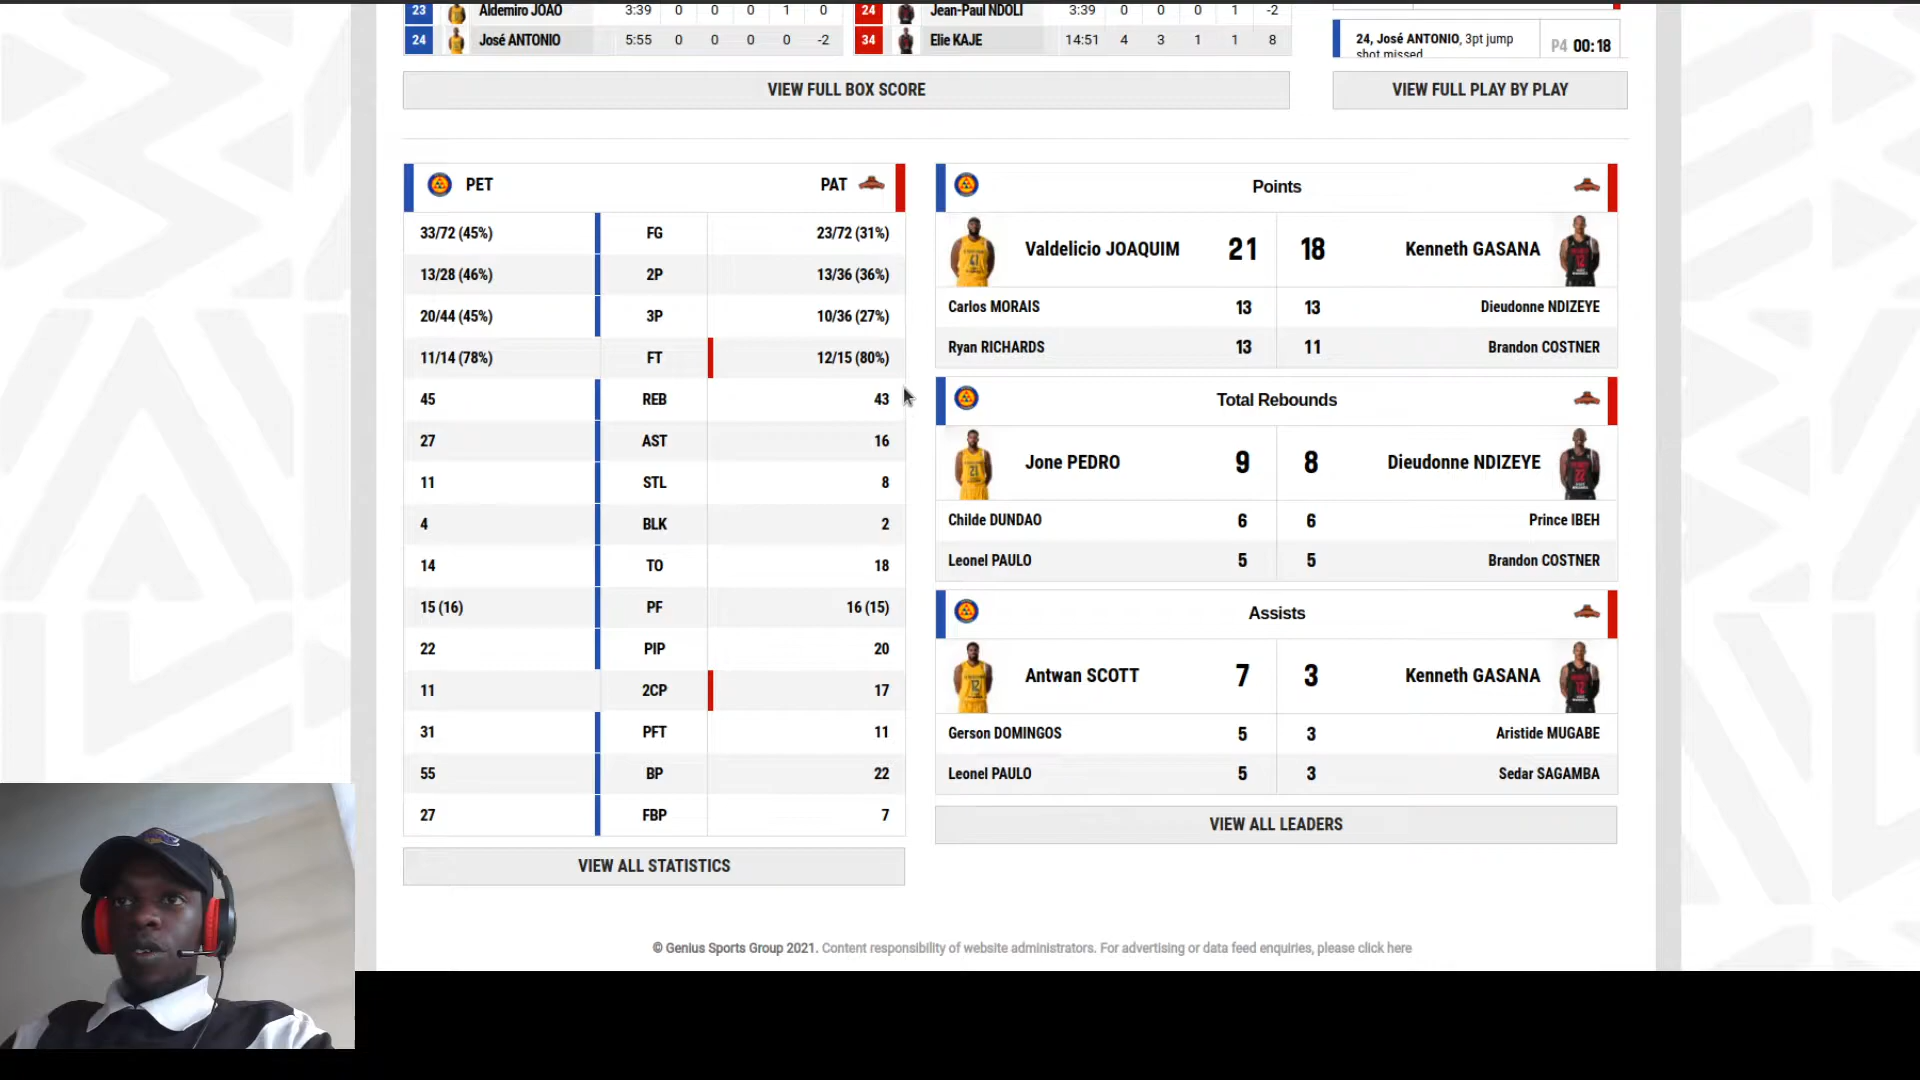 23 Aldemiro JOAO 3:39 0 0 0 1 0 24 Jean-Paul NDOLI 3:39 0 0 0 1 -2
24 José ANTONIO 5:55 0 0 0 0 -2 34 Elie KAJE 14:51 4 3 1 1 8
24, José ANTONIO, 3pt jump
shot missed
P4 00:18
VIEW FULL BOX SCORE
VIEW FULL PLAY BY PLAY
PET PAT
33/72 (45%) FG 23/72 (31%)
13/28 (46%) 2P 13/36 (36%)
20/44 (45%) 3P 10/36 (27%)
11/14 (78%) FT 12/15 (80%)
45 REB 43
27 AST 16
11 STL 8
4 BLK 2
14 TO 18
15 (16) PF 16 (15)
22 PIP 20
11 2CP 17
31 PFT 11
55 BP 22
27 FBP 7
VIEW ALL STATISTICS
Points
Valdelicio JOAQUIM 21 18 Kenneth GASANA
Carlos MORAIS 13 13 Dieudonne NDIZEYE
Ryan RICHARDS 13 11 Brandon COSTNER
Total Rebounds
Jone PEDRO 9 8 Dieudonne NDIZEYE
Childe DUNDAO 6 6 Prince IBEH
Leonel PAULO 5 5 Brandon COSTNER
Assists
Antwan SCOTT 7 3 Kenneth GASANA
Gerson DOMINGOS 5 3 Aristide MUGABE
Leonel PAULO 5 3 Sedar SAGAMBA
VIEW ALL LEADERS
© Genius Sports Group 2021. Content responsibility of website administrators. For advertising or data feed enquiries, please click here